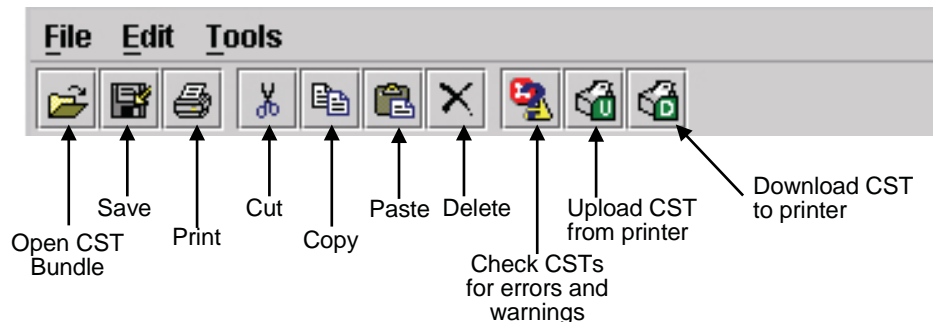 File Edit Tools
U D
Save
Cut
Paste
Delete
Upload CST
from printer
Download CST
to printer
Open CST
Bundle
Print
Copy
Check CSTs
for errors and
warnings